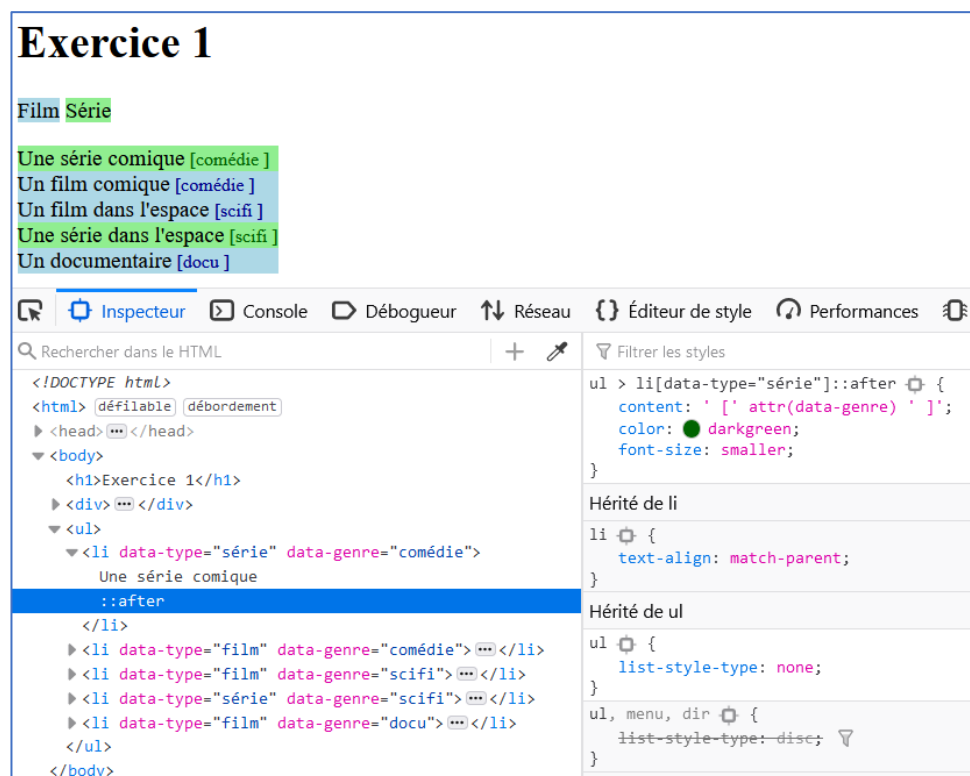 Exercice 1
Film Série
Une série comique [comédie ]
Un film comique [comédie ]
Un film dans l'espace [scifi ]
Une série dans l'espace [scifi ]
Un documentaire [docu ]
Inspecteur Console Débogueur Réseau Éditeur de style Performances
Rechercher dans le HTML
<!DOCTYPE html>
<html> défilable débordement
<head> ··· </head>
<body>
<h1>Exercice 1</h1>
<div> ··· </div>
<ul>
<li data-type="série" data-genre="comédie">
Une série comique
::after
</li>
<li data-type="film" data-genre="comédie"> ··· </li>
<li data-type="film" data-genre="scifi"> ··· </li>
<li data-type="série" data-genre="scifi"> ··· </li>
<li data-type="film" data-genre="docu"> ··· </li>
</ul>
</body>
Filtrer les styles
ul > li[data-type="série"]::after {
content: ' [' attr(data-genre) ' ]';
color: darkgreen;
font-size: smaller;
}
Hérité de li
li {
text-align: match-parent;
}
Hérité de ul
ul {
list-style-type: none;
}
ul, menu, dir {
list-style-type: disc;
}